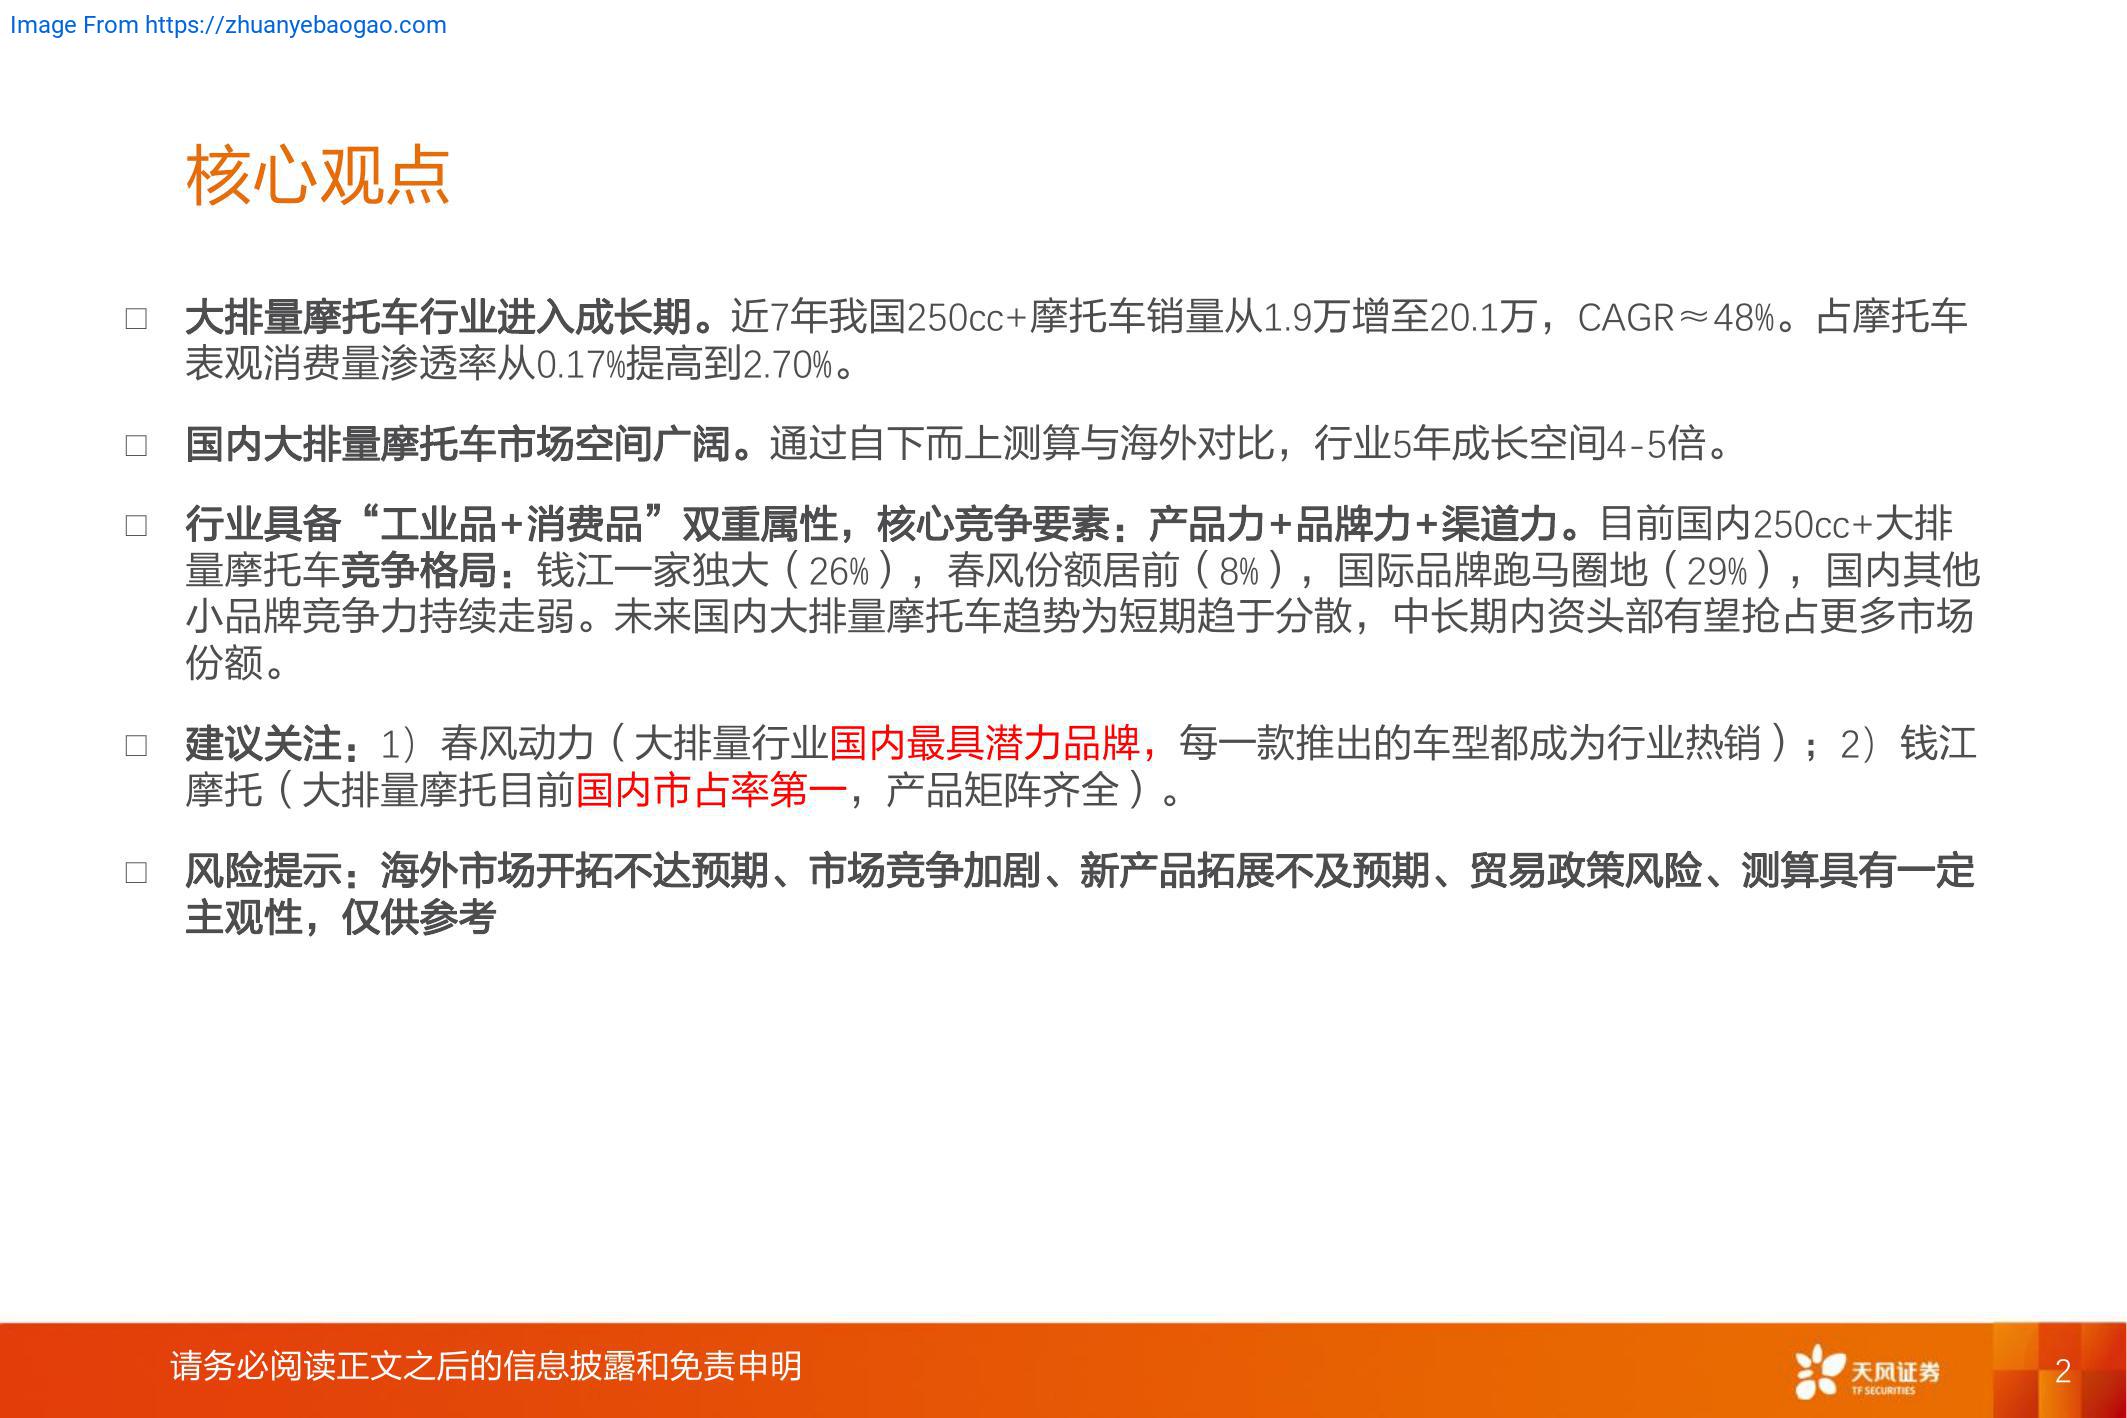 Image From https://zhuanyebaogao.com
核心观点
□ 大排量摩托车行业进入成长期。近7年我国250cc+摩托车销量从1.9万增至20.1万，CAGR≈48%。占摩托车
表观消费量渗透率从0.17%提高到2.70%。
□ 国内大排量摩托车市场空间广阔。通过自下而上测算与海外对比，行业5年成长空间4-5倍。
□ 行业具备“工业品+消费品”双重属性，核心竞争要素：产品力+品牌力+渠道力。目前国内250cc+大排
量摩托车竞争格局：钱江一家独大（26%），春风份额居前（8%），国际品牌跑马圈地（29%），国内其他
小品牌竞争力持续走弱。未来国内大排量摩托车趋势为短期趋于分散，中长期内资头部有望抢占更多市场
份额。
□ 建议关注：1）春风动力（大排量行业国内最具潜力品牌，每一款推出的车型都成为行业热销）；2）钱江
摩托（大排量摩托目前国内市占率第一，产品矩阵齐全）。
□ 风险提示：海外市场开拓不达预期、市场竞争加剧、新产品拓展不及预期、贸易政策风险、测算具有一定
主观性，仅供参考
请务必阅读正文之后的信息披露和免责申明
天风证券
TF SECURITIES
2